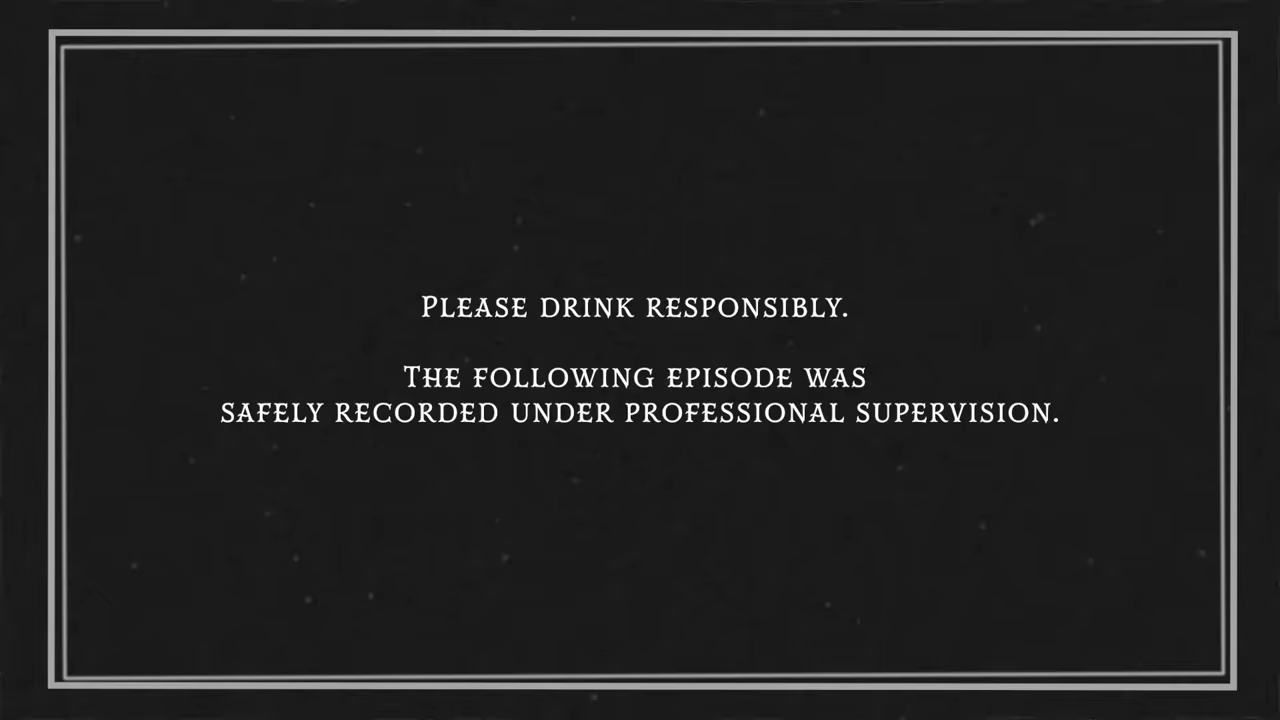 Please drink responsibly.
The following episode was
safely recorded under professional supervision.